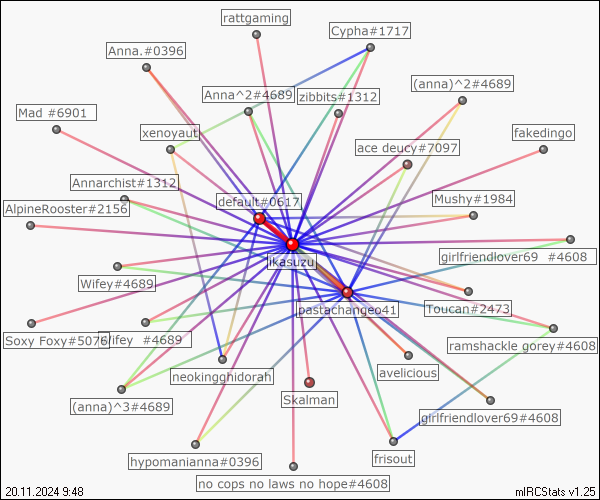 rattgaming
Cypha#1717
Anna.#0396
(anna)^2#4689
Anna^2#4689
zibbits#1312
Mad #6901
xenoyaut
fakedingo
ace deucy#7097
Annarchist#1312
default#0617
Mushy#1984
AlpineRooster#2156
ikasuzu
girlfriendlover69 #4608
Wifey#4689
pastachangeo41
Toucan#2473
Soxy Foxy#5076
Wifey #4689
ramshackle gorey#4608
neokingghidorah
avelicious
(anna)^3#4689
Skalman
girlfriendlover69#4608
hypomanianna#0396
frisout
no cops no laws no hope#4608
20.11.2024 9:48
mIRCStats v1.25